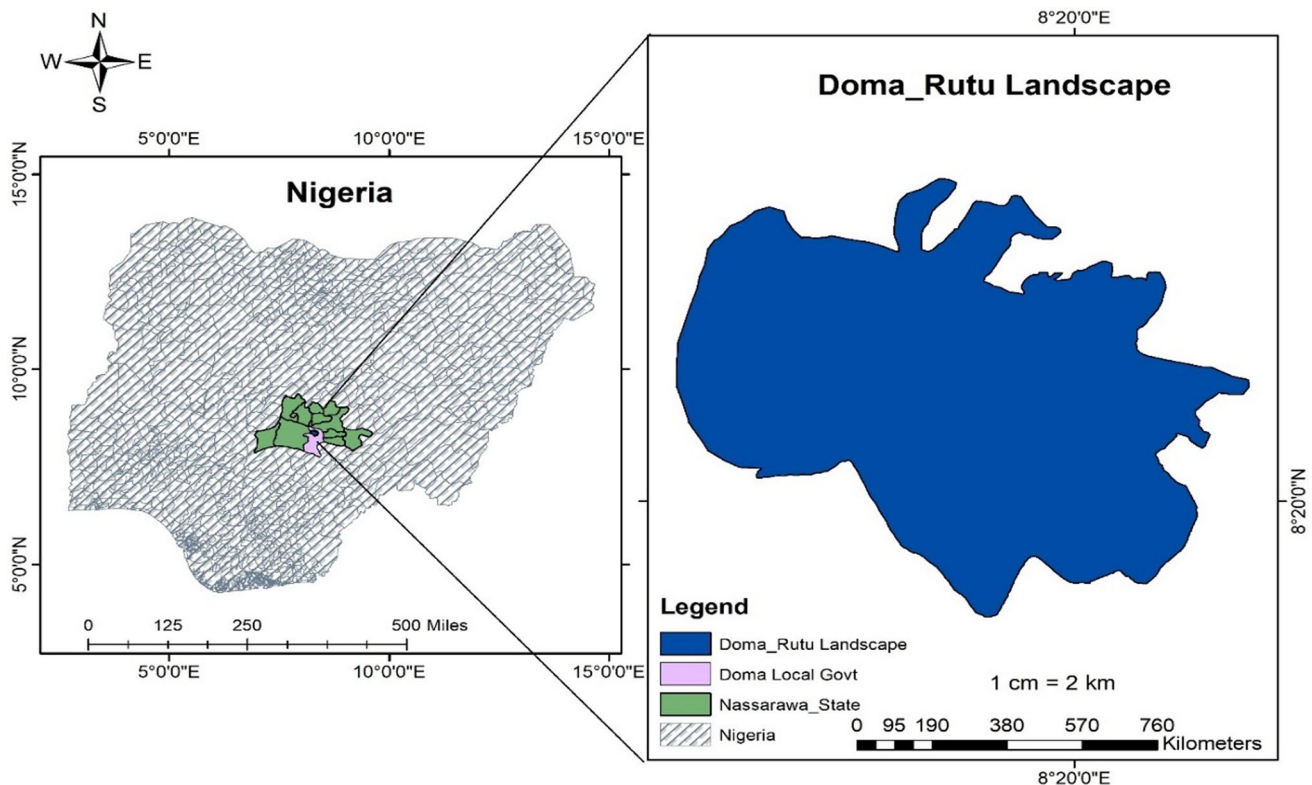 N
W E
S
5°0'0"E 10°0'0"E 15°0'0"E
Nigeria
15°0'0"N
10°0'0"N
5°0'0"N
0 125 250 500 Miles
5°0'0"E 10°0'0"E 15°0'0"E
8°20'0"E
Doma_Rutu Landscape
8°20'0"N
Legend
Doma_Rutu Landscape
Doma Local Govt
Nassarawa_State
Nigeria
1 cm = 2 km
0 95 190 380 570 760
Kilometers
8°20'0"E